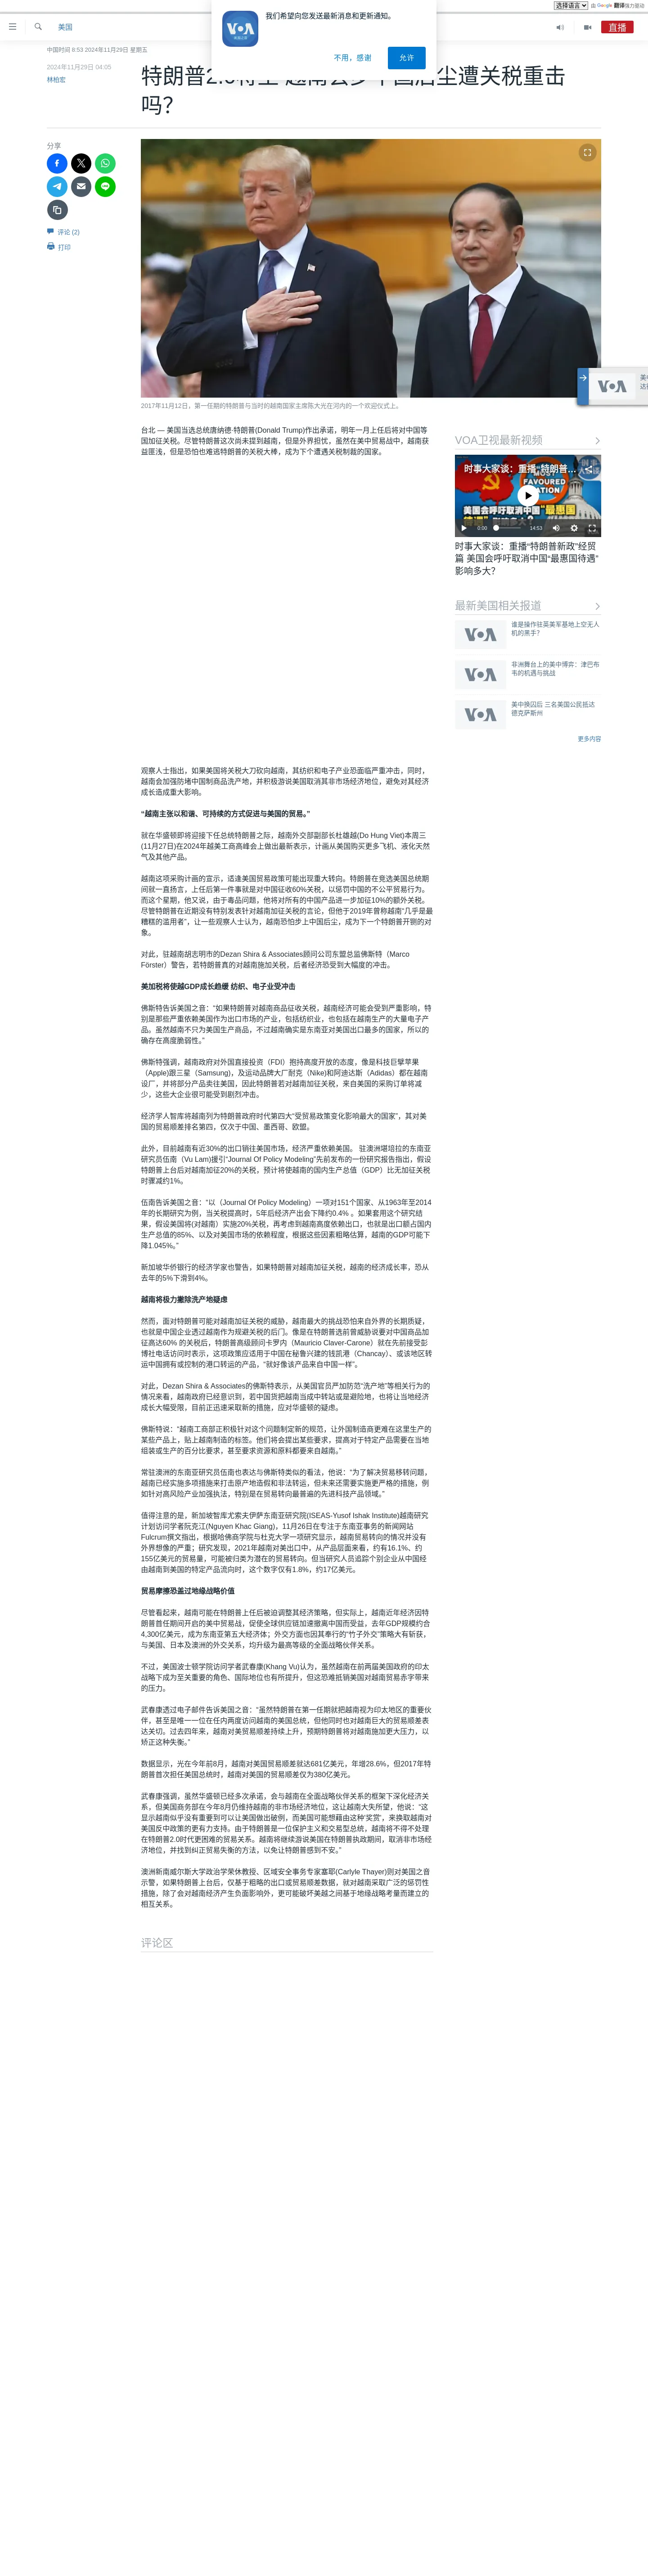 选择语言 由 Google 翻译强力驱动
我们希望向您发送最新消息和更新通知。
不用，感谢
允许
美国
直播
中国时间 8:53 2024年11月29日 星期五
2024年11月29日 04:05
林柏宏
吗？
分享
评论 (2)
打印
2017年11月12日，第一任期的特朗普与当时的越南国家主席陈大光在河内的一个欢迎仪式上。
台北 — 美国当选总统唐纳德·特朗普(Donald Trump)作出承诺，明年一月上任后将对中国等
国加征关税。尽管特朗普这次尚未提到越南，但是外界担忧，虽然在美中贸易战中，越南获
益匪浅，但是恐怕也难逃特朗普的关税大棒，成为下个遭遇关税制裁的国家。
VOA卫视最新视频
时事大家谈：重播“特朗普...
MOST
FAVOURED
NATION
美国会呼吁取消中国"最惠国
0:00 14:53
时事大家谈：重播“特朗普新政”经贸
篇 美国会呼吁取消中国“最惠国待遇”
影响多大？
最新美国相关报道
VOA
谁是操作驻英美军基地上空无人
机的黑手？
VOA
非洲舞台上的美中博弈：津巴布
韦的机遇与挑战
VOA
美中换囚后 三名美国公民抵达
德克萨斯州
更多内容
观察人士指出，如果美国将关税大刀砍向越南，其纺织和电子产业恐面临严重冲击，同时，
越南会加强防堵中国制商品洗产地，并积极游说美国取消其非市场经济地位，避免对其经济
成长造成重大影响。
“越南主张以和谐、可持续的方式促进与美国的贸易。”
就在华盛顿即将迎接下任总统特朗普之际，越南外交部副部长杜雄越(Do Hung Viet)本周三
(11月27日)在2024年越美工商高峰会上做出最新表示，计画从美国购买更多飞机、液化天然
气及其他产品。
越南这项采购计画的宣示，适逢美国贸易政策可能出现重大转向。特朗普在竞选美国总统期
间就一直扬言，上任后第一件事就是对中国征收60%关税，以惩罚中国的不公平贸易行为。
而这个星期，他又说，由于毒品问题，他将对所有的中国产品进一步加征10%的额外关税。
尽管特朗普在近期没有特别发表针对越南加征关税的言论，但他于2019年曾称越南“几乎是最
糟糕的滥用者”，让一些观察人士认为，越南恐怕步上中国后尘，成为下一个特朗普开铡的对
象。
对此，驻越南胡志明市的Dezan Shira & Associates顾问公司东盟总监佛斯特（Marco
Förster）警告，若特朗普真的对越南施加关税，后者经济恐受到大幅度的冲击。
美加税将使越GDP成长趋缓 纺织、电子业受冲击
佛斯特告诉美国之音：“如果特朗普对越南商品征收关税，越南经济可能会受到严重影响，特
别是那些严重依赖美国作为出口市场的产业，包括纺织业，也包括在越南生产的大量电子产
品。虽然越南不只为美国生产商品，不过越南确实是东南亚对美国出口最多的国家，所以的
确存在高度脆弱性。”
佛斯特强调，越南政府对外国直接投资（FDI）抱持高度开放的态度，像是科技巨擘苹果
（Apple)跟三星（Samsung)，及运动品牌大厂耐克（Nike)和阿迪达斯（Adidas）都在越南
设厂，并将部分产品卖往美国，因此特朗普若对越南加征关税，来自美国的采购订单将减
少，这些大企业很可能受到剧烈冲击。
经济学人智库将越南列为特朗普政府时代第四大“受贸易政策变化影响最大的国家”，其对美
国的贸易顺差排名第四，仅次于中国、墨西哥、欧盟。
此外，目前越南有近30%的出口销往美国市场，经济严重依赖美国。 驻澳洲堪培拉的东南亚
研究员伍南（Vu Lam)援引“Journal Of Policy Modeling”先前发布的一份研究报告指出，假设
特朗普上台后对越南加征20%的关税，预计将使越南的国内生产总值（GDP）比无加征关税
时骤减约1%。
伍南告诉美国之音：“以（Journal Of Policy Modeling）一项对151个国家、从1963年至2014
年的长期研究为例，当关税提高时，5年后经济产出会下降约0.4% 。如果套用这个研究结
果，假设美国将(对越南）实施20%关税，再考虑到越南高度依赖出口，也就是出口额占国内
生产总值的85%、以及对美国市场的依赖程度，根据这些因素粗略估算，越南的GDP可能下
降1.045%。”
新加坡华侨银行的经济学家也警告，如果特朗普对越南加征关税，越南的经济成长率，恐从
去年的5%下滑到4%。
越南将极力撇除洗产地疑虑
然而，面对特朗普可能对越南加征关税的威胁，越南最大的挑战恐怕来自外界的长期质疑，
也就是中国企业透过越南作为规避关税的后门。像是在特朗普选前曾威胁说要对中国商品加
征高达60% 的关税后，特朗普高级顾问卡罗内（Mauricio Claver-Carone）就在先前接受彭
博社电话访问时表示，这项政策应适用于中国在秘鲁兴建的钱凯港（Chancay）、或该地区转
运中国拥有或控制的港口转运的产品，“就好像该产品来自中国一样”。
对此，Dezan Shira & Associates的佛斯特表示，从美国官员严加防范“洗产地”等相关行为的
情况来看，越南政府已经意识到，若中国货把越南当成中转站或是避险地，也将让当地经济
成长大幅受限，目前正迅速采取新的措施，应对华盛顿的疑虑。
佛斯特说：“越南工商部正积极针对这个问题制定新的规范，让外国制造商更难在这里生产的
某些产品上，贴上越南制造的标签。他们将会提出某些要求，提高对于特定产品需要在当地
组装或生产的百分比要求，甚至要求资源和原料都要来自越南。”
常驻澳洲的东南亚研究员伍南也表达与佛斯特类似的看法，他说：“为了解决贸易移转问题，
越南已经实施多项措施来打击原产地造假和非法转运，但未来还需要实施更严格的措施，例
如针对高风险产业加强执法，特别是在贸易转向最普遍的先进科技产品领域。”
值得注意的是，新加坡智库尤索夫伊萨东南亚研究院(ISEAS-Yusof Ishak Institute)越南研究
计划访问学者阮克江(Nguyen Khac Giang)，11月26日在专注于东南亚事务的新闻网站
Fulcrum撰文指出，根据哈佛商学院与杜克大学一项研究显示，越南贸易转向的情况并没有
外界想像的严重；研究发现，2021年越南对美出口中，从产品层面来看，约有16.1%、约
155亿美元的贸易量，可能被归类为潜在的贸易转向。但当研究人员追踪个别企业从中国经
由越南到美国的特定产品流向时，这个数字仅有1.8%，约17亿美元。
贸易摩擦恐盖过地缘战略价值
尽管看起来，越南可能在特朗普上任后被迫调整其经济策略，但实际上，越南近年经济因特
朗普首任期间开启的美中贸易战，促使全球供应链加速撤离中国而受益，去年GDP规模约合
4,300亿美元，成为东南亚第五大经济体；外交方面也因其奉行的“竹子外交”策略大有斩获，
与美国、日本及澳洲的外交关系，均升级为最高等级的全面战略伙伴关系。
不过，美国波士顿学院访问学者武春康(Khang Vu)认为，虽然越南在前两届美国政府的印太
战略下成为至关重要的角色、国际地位也有所提升，但这恐难抵销美国对越南贸易赤字带来
的压力。
武春康透过电子邮件告诉美国之音：“虽然特朗普在第一任期就把越南视为印太地区的重要伙
伴，甚至是唯一一位在任内两度访问越南的美国总统，但他同时也对越南巨大的贸易顺差表
达关切。过去四年来，越南对美贸易顺差持续上升，预期特朗普将对越南施加更大压力，以
矫正这种失衡。”
数据显示，光在今年前8月，越南对美国贸易顺差就达681亿美元，年增28.6%，但2017年特
朗普首次担任美国总统时，越南对美国的贸易顺差仅为380亿美元。
武春康强调，虽然华盛顿已经多次承诺，会与越南在全面战略伙伴关系的框架下深化经济关
系，但美国商务部在今年8月仍维持越南的非市场经济地位，这让越南大失所望，他说：“这
显示越南似乎没有重要到可以让美国做出破例，而美国可能想藉由这种‘奖赏’，来换取越南对
美国反中政策的更有力支持。由于特朗普是一位保护主义和交易型总统，越南将不得不处理
在特朗普2.0时代更困难的贸易关系。越南将继续游说美国在特朗普执政期间，取消非市场经
济地位，并找到纠正贸易失衡的方法，以免让特朗普感到不安。”
澳洲新南威尔斯大学政治学荣休教授、区域安全事务专家塞耶(Carlyle Thayer)则对美国之音
示警，如果特朗普上台后，仅基于粗略的出口或贸易顺差数据，就对越南采取广泛的惩罚性
措施，除了会对越南经济产生负面影响外，更可能破坏美越之间基于地缘战略考量而建立的
相互关系。
评论区